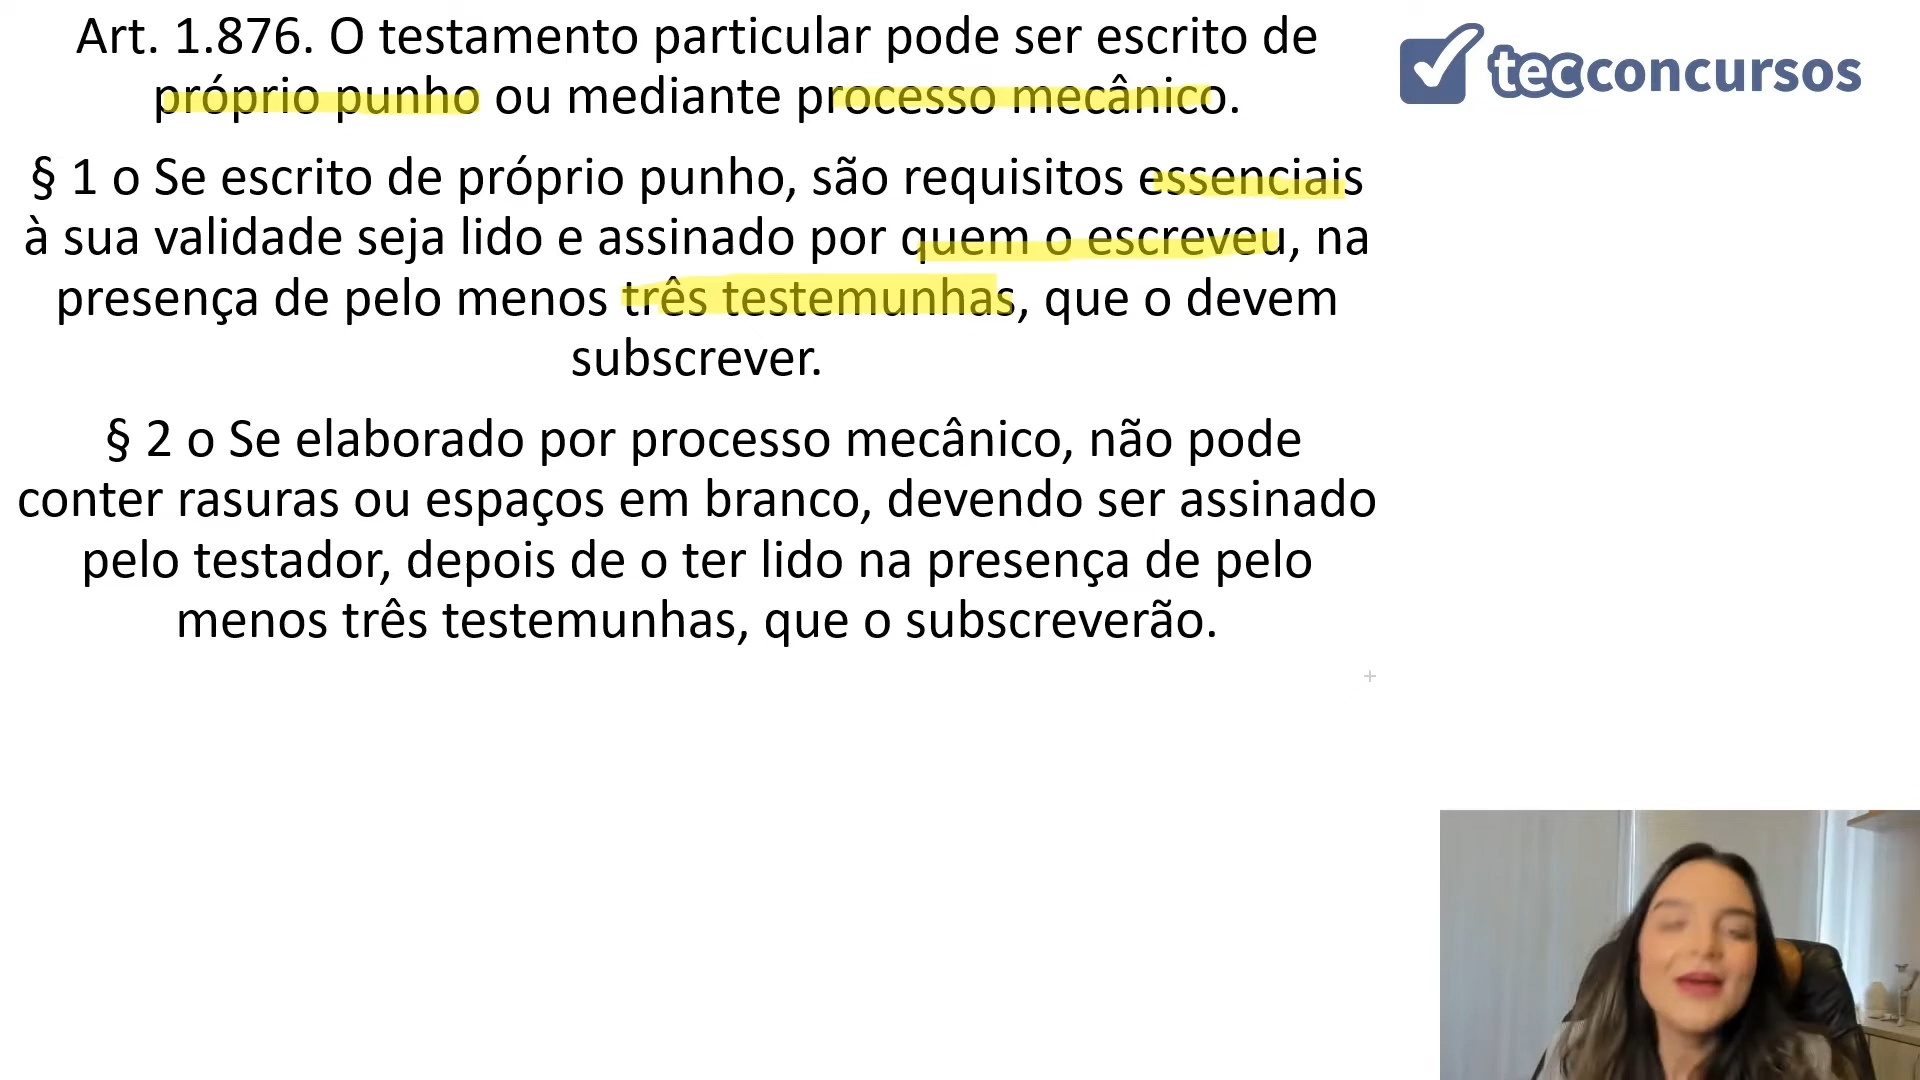 Art. 1.876. O testamento particular pode ser escrito de
próprio punho ou mediante processo mecânico.
§ 1 o Se escrito de próprio punho, são requisitos essenciais
à sua validade seja lido e assinado por quem o escreveu, na
presença de pelo menos três testemunhas, que o devem
subscrever.
§ 2 o Se elaborado por processo mecânico, não pode
conter rasuras ou espaços em branco, devendo ser assinado
pelo testador, depois de o ter lido na presença de pelo
menos três testemunhas, que o subscreverão.
tecconcursos